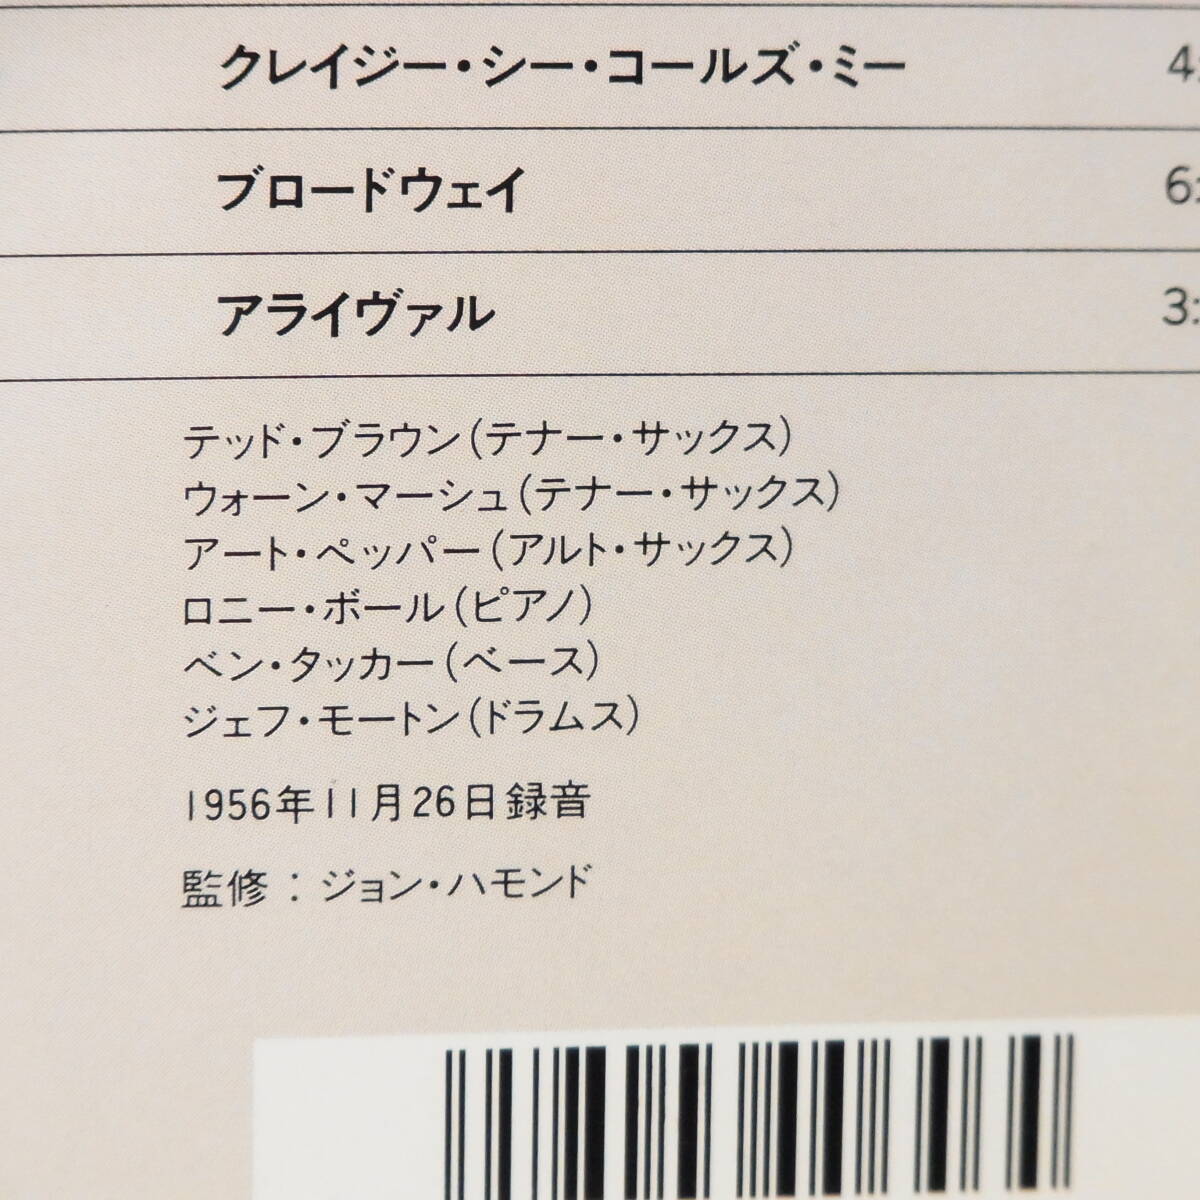 クレイジー・シー・コールズ・ミー 4:
ブロードウェイ 6:
アライヴァル 3:
テッド・ブラウン(テナー・サックス)
ウォーン・マーシュ(テナー・サックス)
アート・ペッパー(アルト・サックス)
ロニー・ボール(ピアノ)
ベン・タッカー(ベース)
ジェフ・モートン(ドラムス)
1956年11月26日録音
監修：ジョン・ハモンド